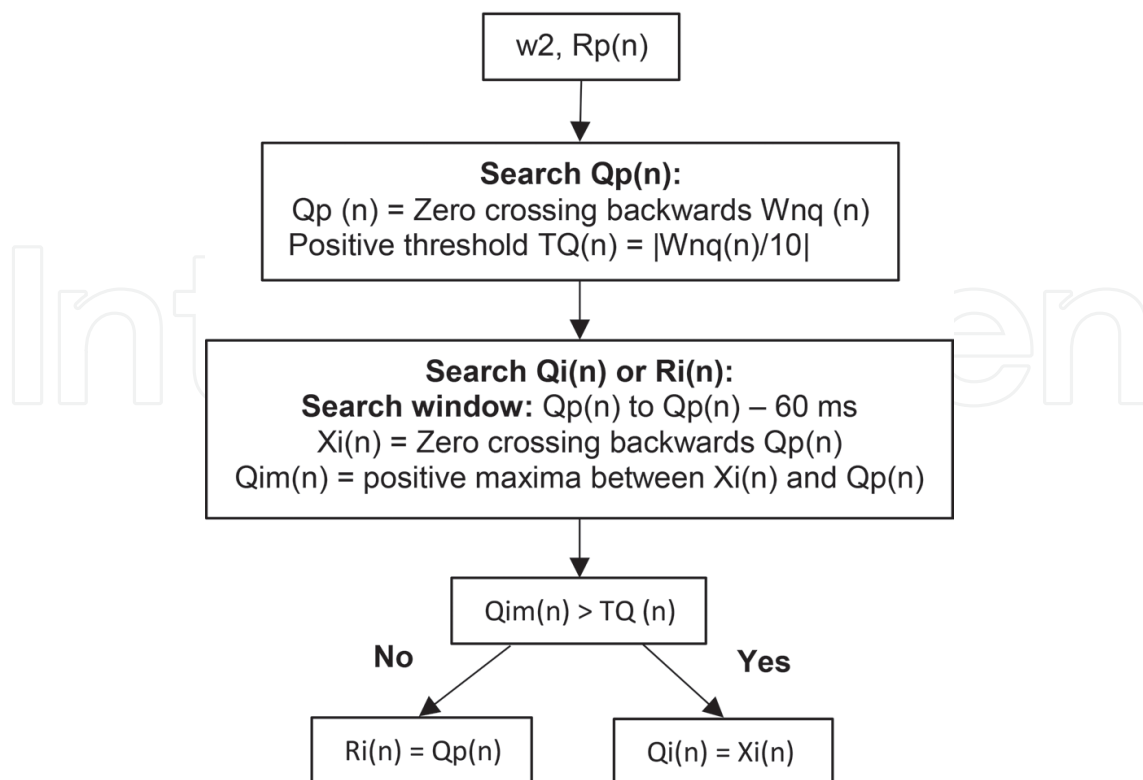 w2, Rp(n)
Search Qp(n):
Qp (n) = Zero crossing backwards Wnq (n)
Positive threshold TQ(n) = |Wnq(n)/10|
Search Qi(n) or Ri(n):
Search window: Qp(n) to Qp(n) – 60 ms
Xi(n) = Zero crossing backwards Qp(n)
Qim(n) = positive maxima between Xi(n) and Qp(n)
Qim(n) > TQ (n)
No
Yes
Ri(n) = Qp(n)
Qi(n) = Xi(n)